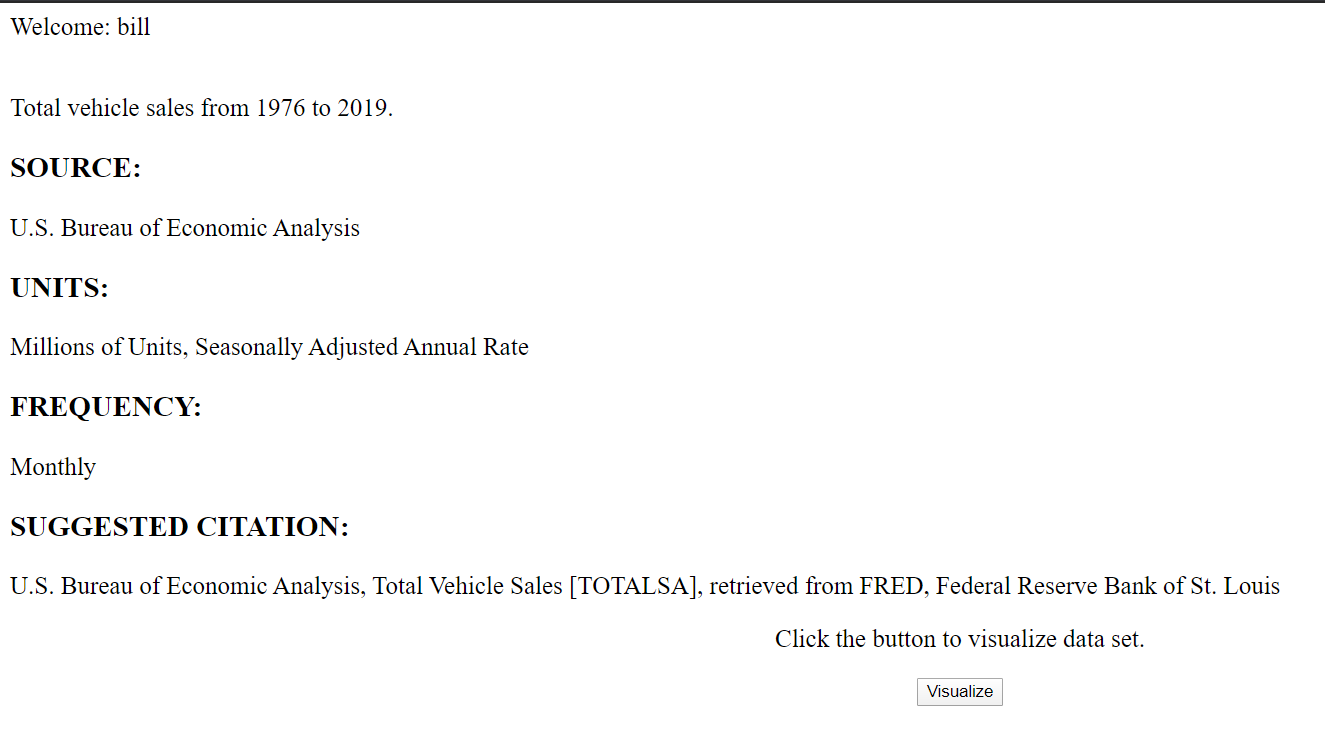 Welcome: bill
Total vehicle sales from 1976 to 2019.
SOURCE:
U.S. Bureau of Economic Analysis
UNITS:
Millions of Units, Seasonally Adjusted Annual Rate
FREQUENCY:
Monthly
SUGGESTED CITATION:
U.S. Bureau of Economic Analysis, Total Vehicle Sales [TOTALSA], retrieved from FRED, Federal Reserve Bank of St. Louis
Click the button to visualize data set.
Visualize